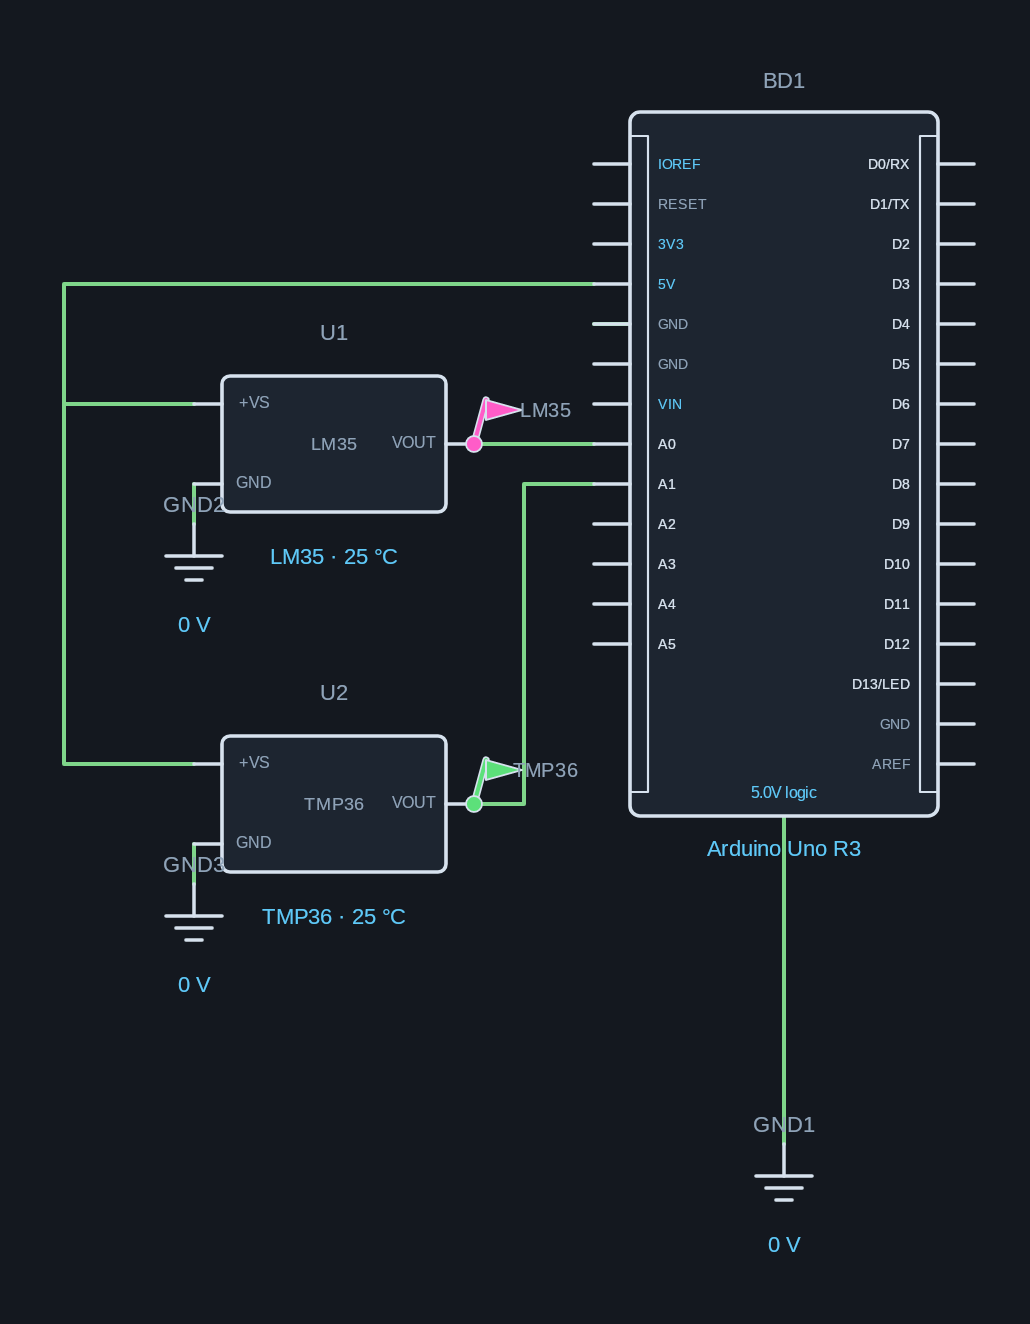 BD1
IOREF
D0/RX
RESET
D1/TX
3V3
D2
5V
D3
GND
D4
GND
D5
VIN
D6
A0
D7
A1
D8
A2
D9
A3
D10
A4
D11
A5
D12
D13/LED
GND
AREF
5.0V logic
Arduino Uno R3
U1
+VS
LM35
VOUT
GND
LM35
GND2
LM35 · 25 °C
0 V
U2
+VS
TMP36
VOUT
GND
TMP36
GND3
TMP36 · 25 °C
0 V
GND1
0 V